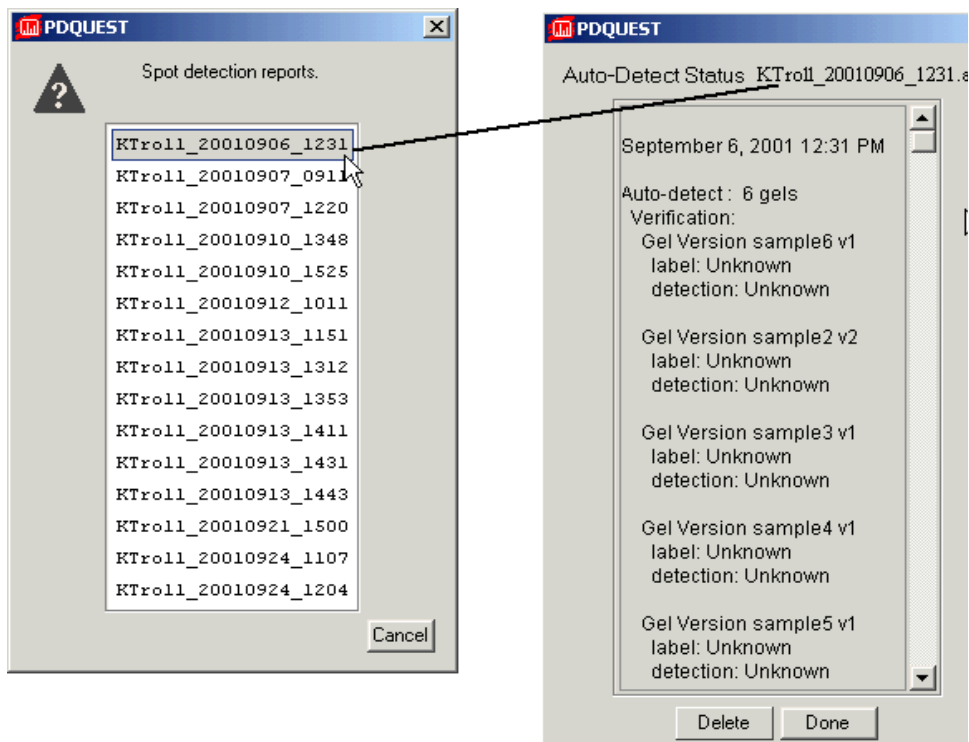 PDQUEST
Spot detection reports.
KTroll_20010906_1231
KTroll_20010907_0911
KTroll_20010907_1220
KTroll_20010910_1348
KTroll_20010910_1525
KTroll_20010912_1011
KTroll_20010913_1151
KTroll_20010913_1312
KTroll_20010913_1353
KTroll_20010913_1411
KTroll_20010913_1431
KTroll_20010913_1443
KTroll_20010921_1500
KTroll_20010924_1107
KTroll_20010924_1204
Cancel
PDQUEST
Auto-Detect Status KTroll_20010906_1231.a
September 6, 2001 12:31 PM
Auto-detect : 6 gels
Verification:
Gel Version sample6 v1
label: Unknown
detection: Unknown
Gel Version sample2 v2
label: Unknown
detection: Unknown
Gel Version sample3 v1
label: Unknown
detection: Unknown
Gel Version sample4 v1
label: Unknown
detection: Unknown
Gel Version sample5 v1
label: Unknown
detection: Unknown
Delete
Done